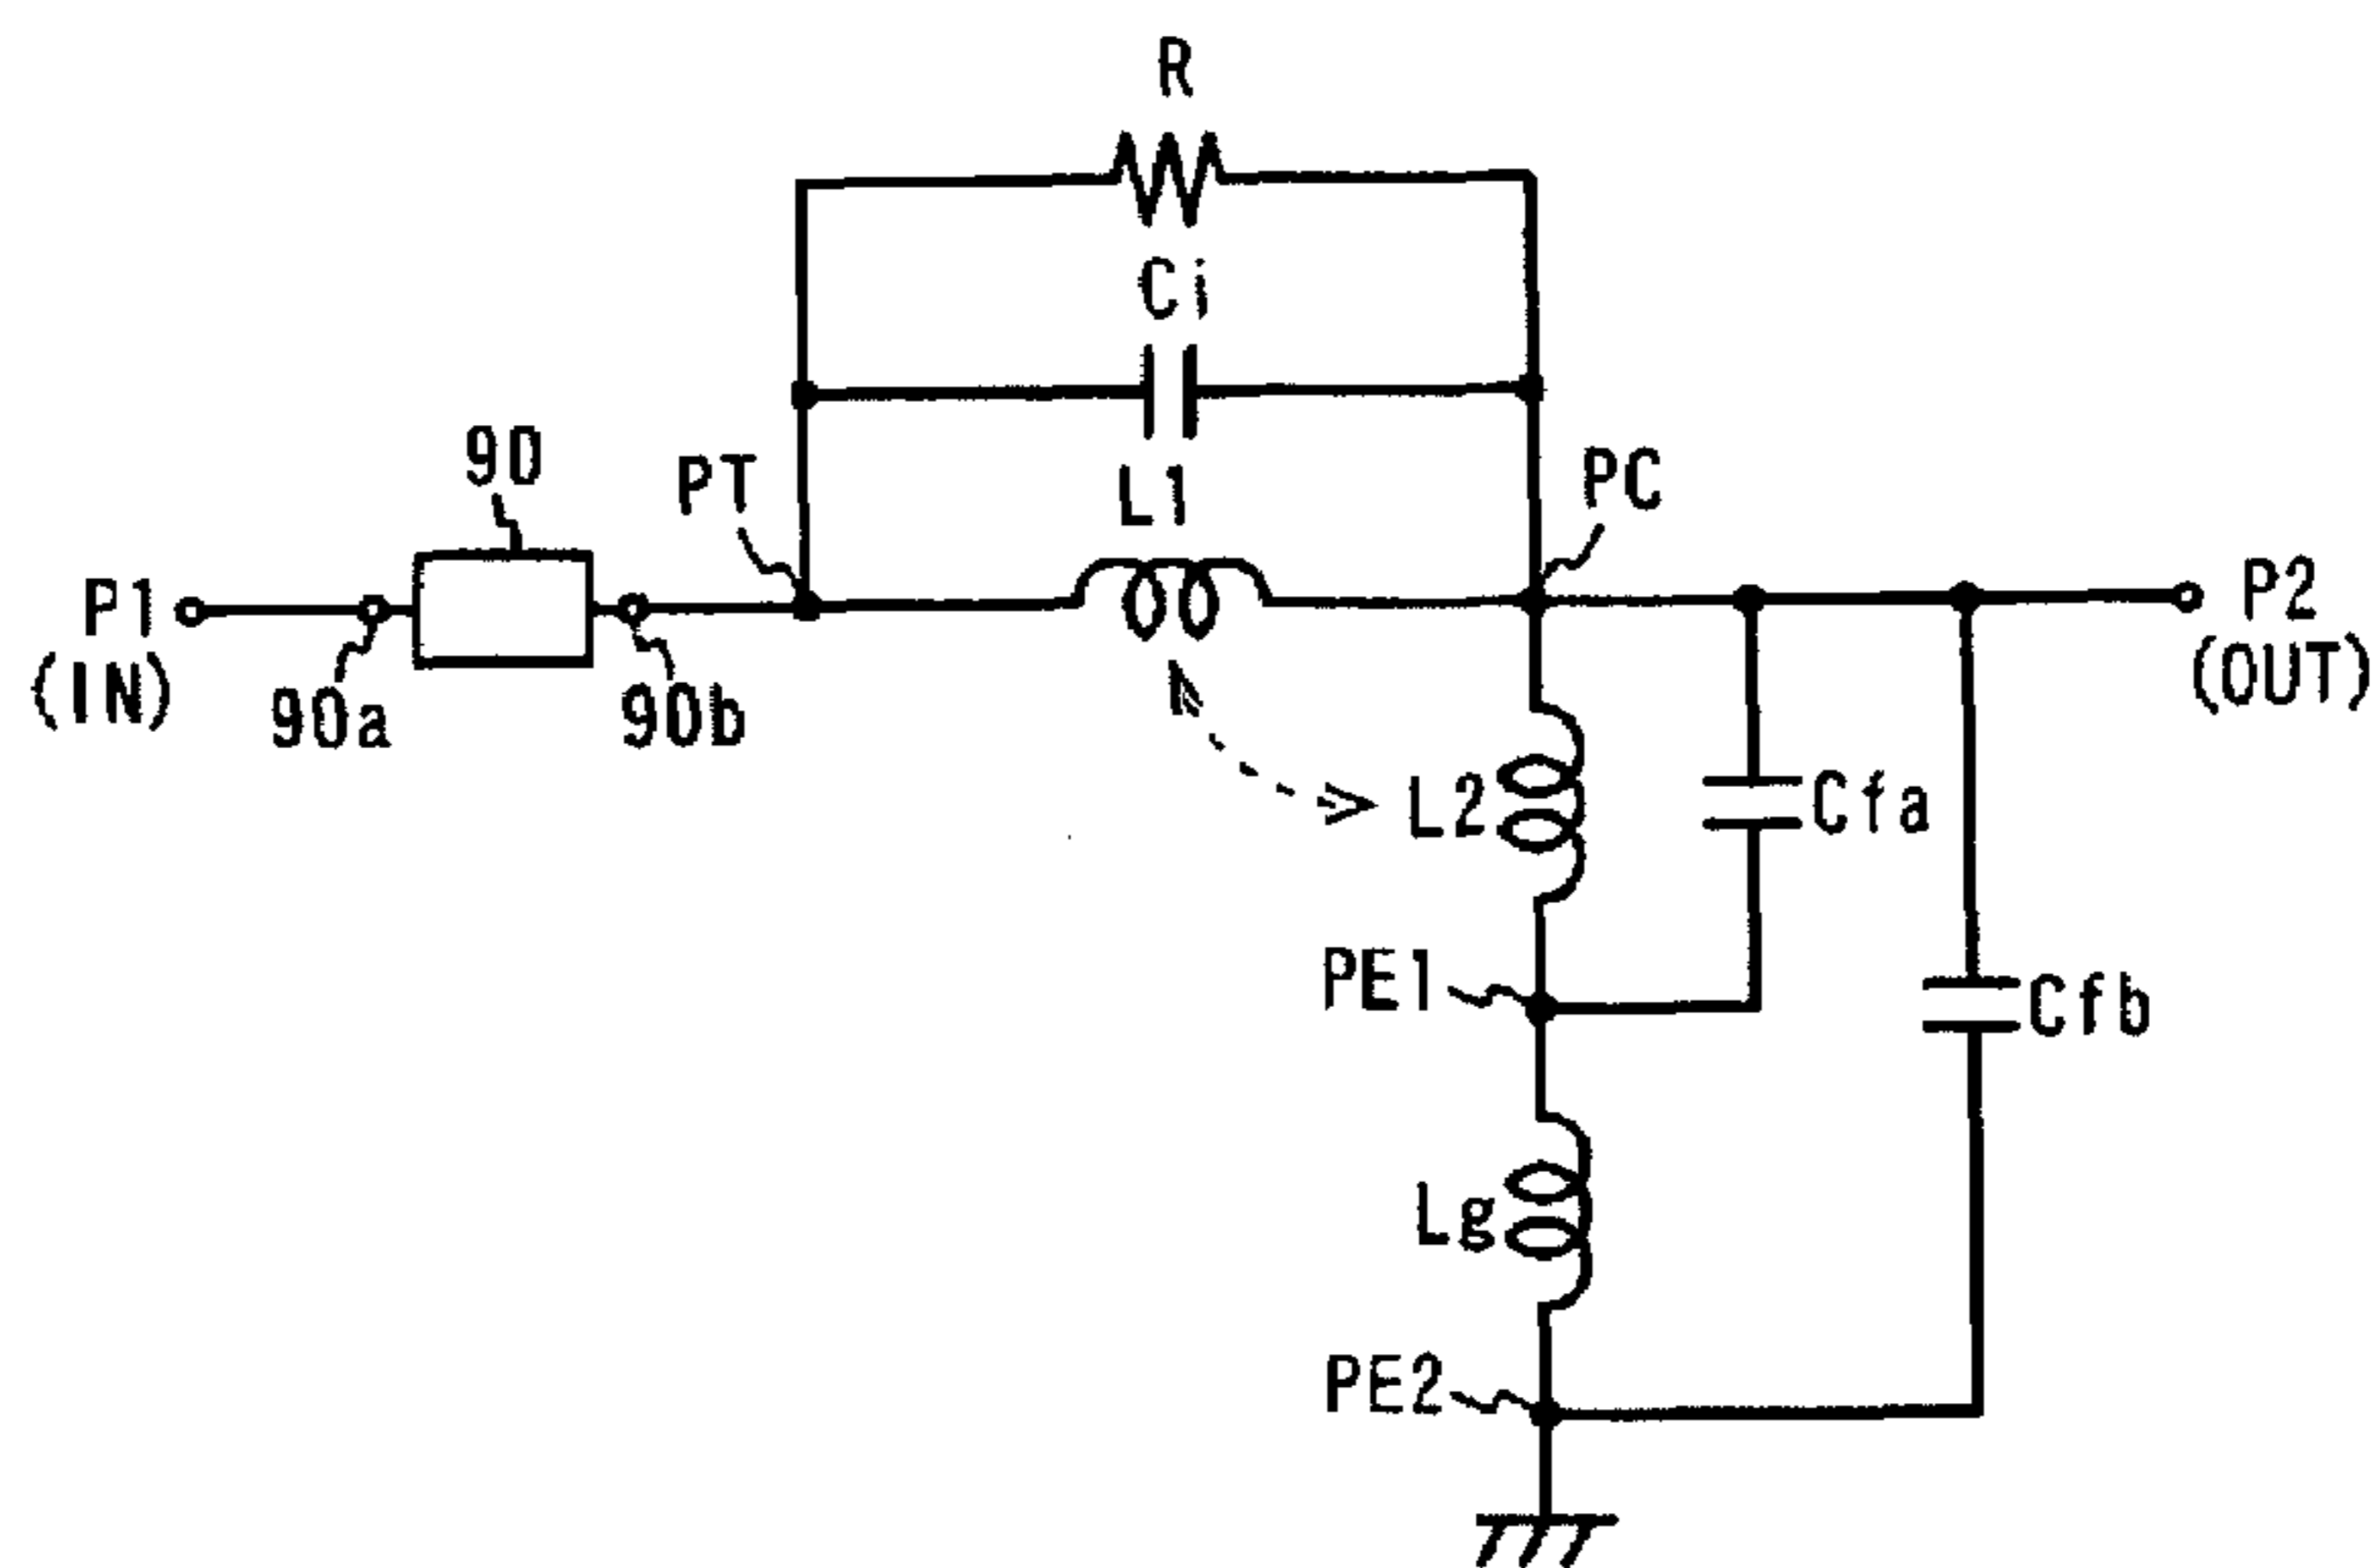 R
Ci
90
PT
L1
PC
P1
(IN)
90a
90b
P2
(OUT)
L2
Cfa
PE1
Cfb
Lg
PE2